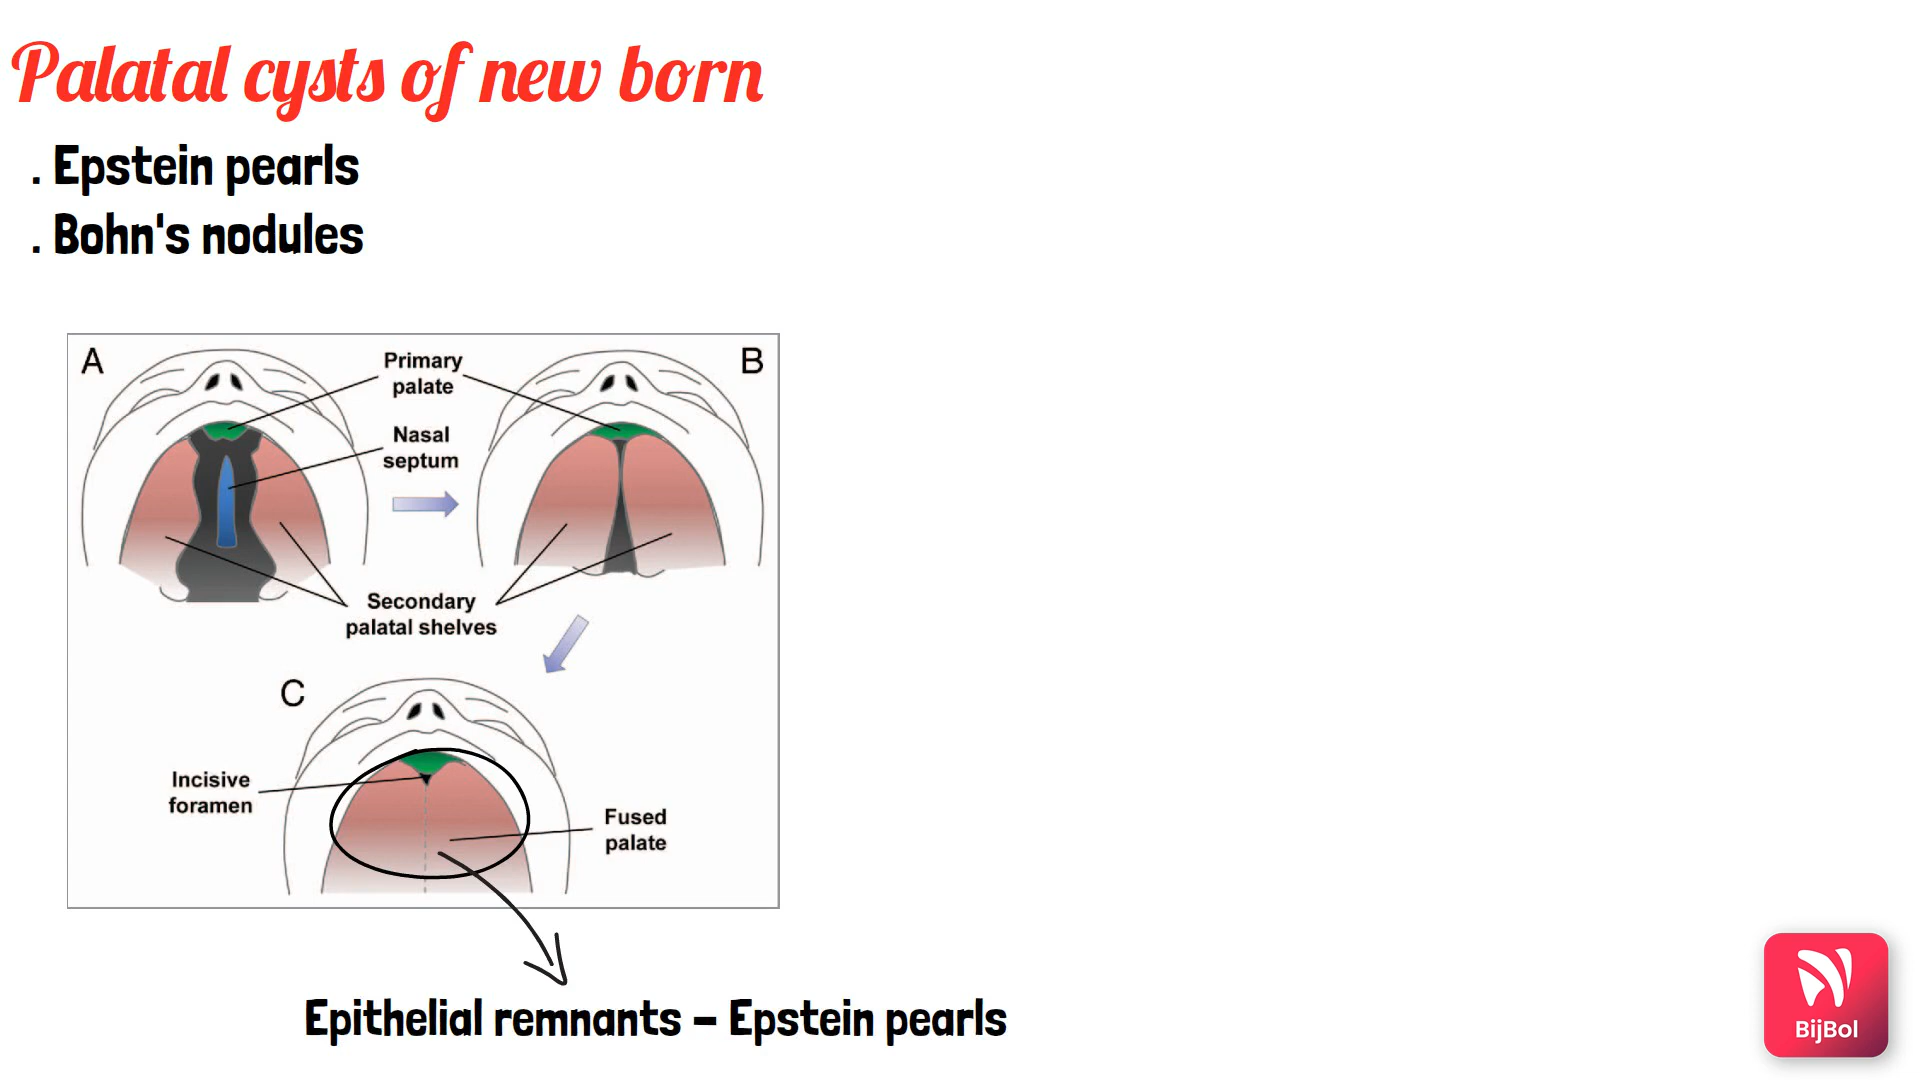 Palatal cysts of new born
. Epstein pearls
. Bohn's nodules
A
B
Primary
palate
Nasal
septum
Secondary
palatal shelves
C
Incisive
foramen
Fused
palate
Epithelial remnants - Epstein pearls
BijBol